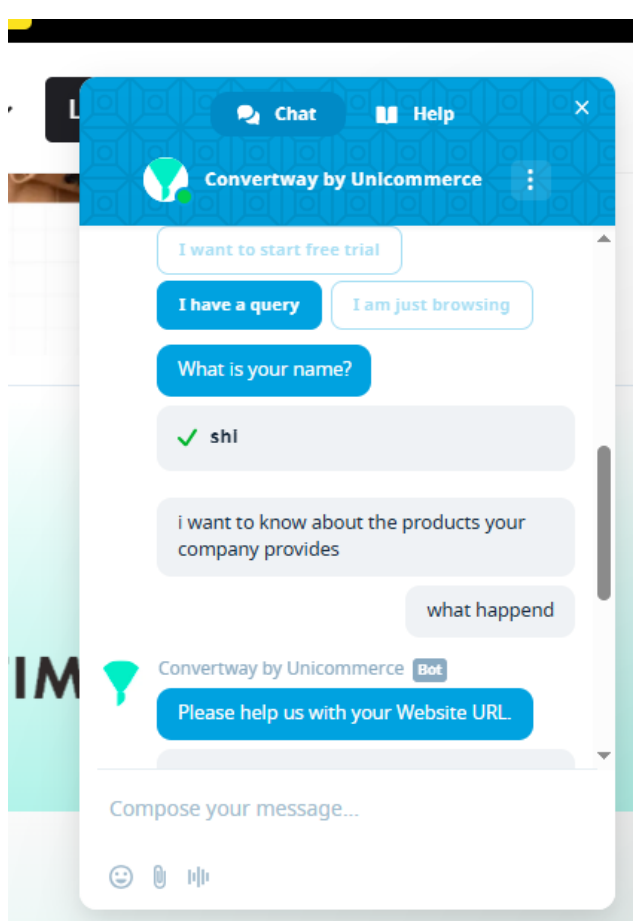 L
Chat
Help
Convertway by Unicommerce
I want to start free trial
I have a query
I am just browsing
What is your name?
shi
i want to know about the products your
company provides
what happend
IM
Convertway by Unicommerce Bot
Please help us with your Website URL.
Compose your message...